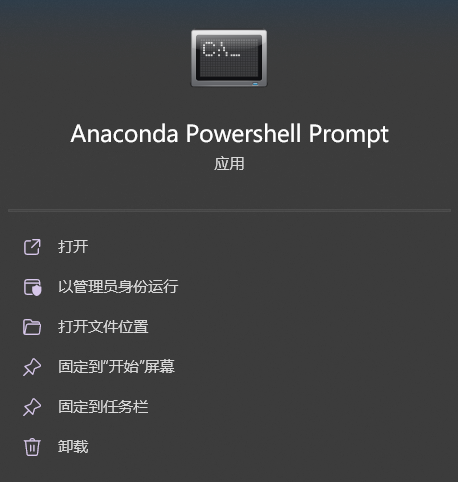 C:\_
Anaconda Powershell Prompt
应用
打开
以管理员身份运行
打开文件位置
固定到"开始"屏幕
固定到任务栏
卸载